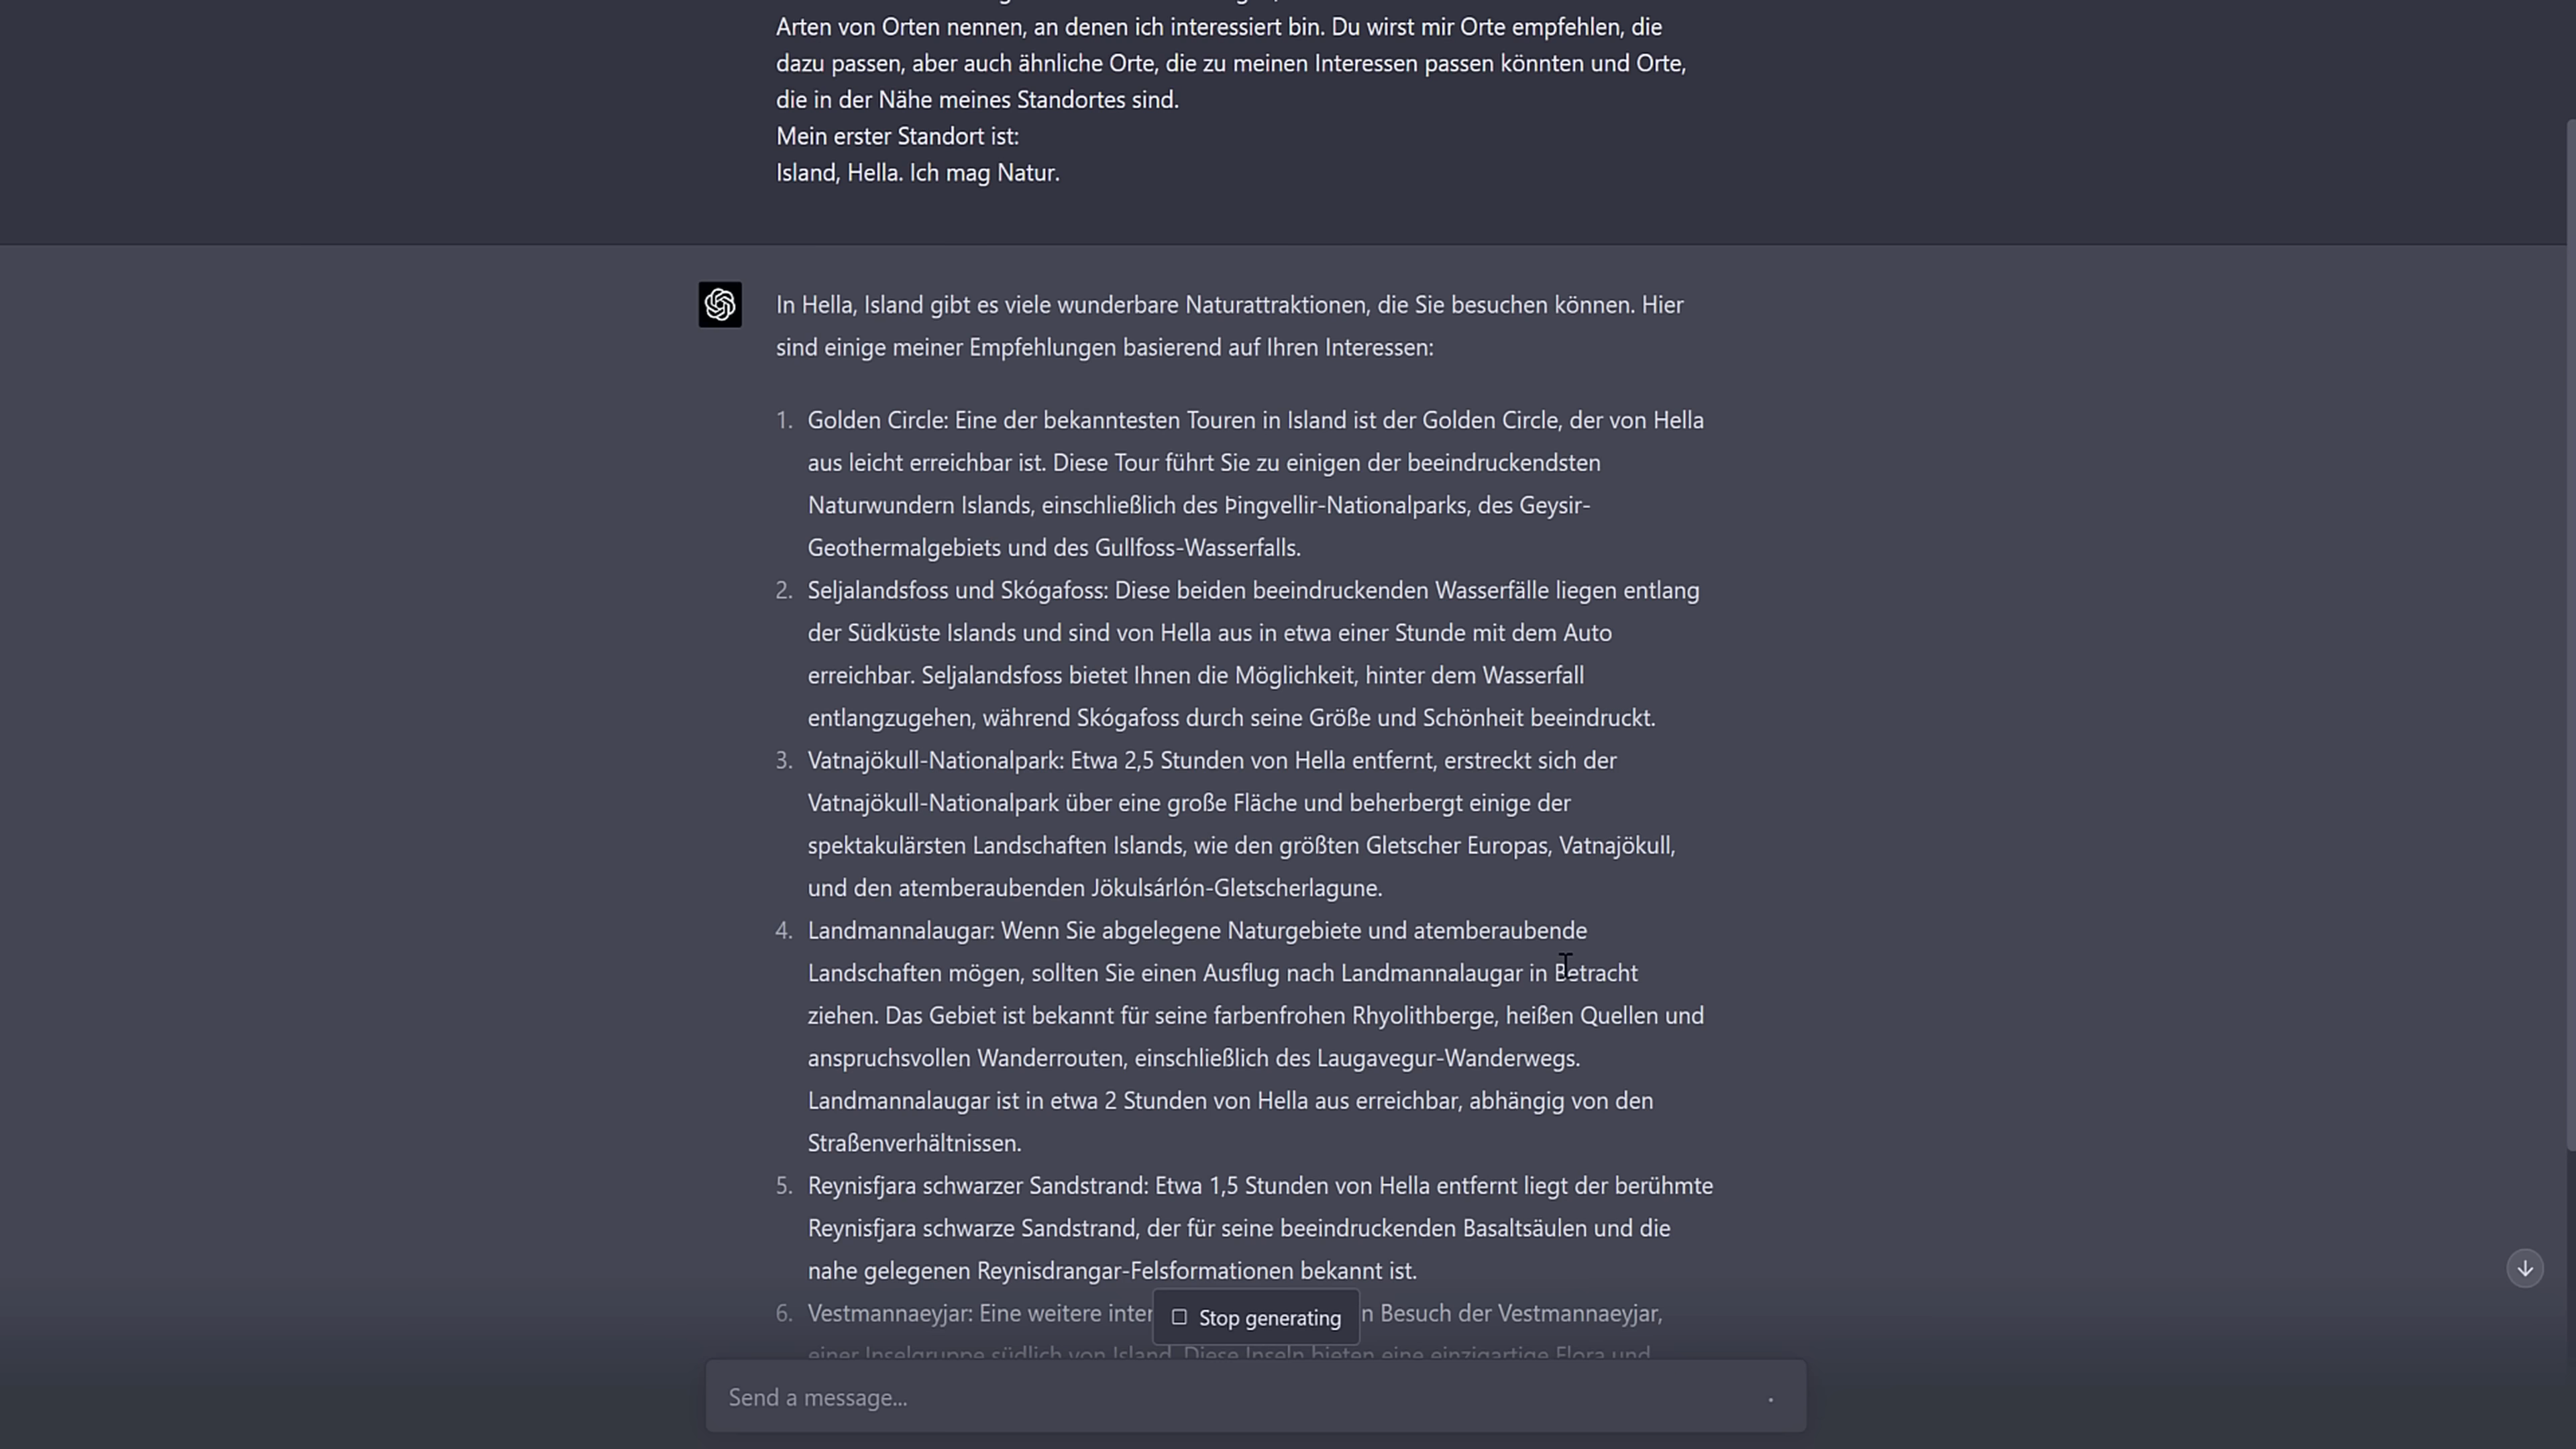 Arten von Orten nennen, an denen ich interessiert bin. Du wirst mir Orte empfehlen, die
dazu passen, aber auch ähnliche Orte, die zu meinen Interessen passen könnten und Orte,
die in der Nähe meines Standortes sind.
Mein erster Standort ist:
Island, Hella. Ich mag Natur.
In Hella, Island gibt es viele wunderbare Naturattraktionen, die Sie besuchen können. Hier
sind einige meiner Empfehlungen basierend auf Ihren Interessen:
1. Golden Circle: Eine der bekanntesten Touren in Island ist der Golden Circle, der von Hella
aus leicht erreichbar ist. Diese Tour führt Sie zu einigen der beeindruckendsten
Naturwundern Islands, einschließlich des Þingvellir-Nationalparks, des Geysir-
Geothermalgebiets und des Gullfoss-Wasserfalls.
2. Seljalandsfoss und Skógafoss: Diese beiden beeindruckenden Wasserfälle liegen entlang
der Südküste Islands und sind von Hella aus in etwa einer Stunde mit dem Auto
erreichbar. Seljalandsfoss bietet Ihnen die Möglichkeit, hinter dem Wasserfall
entlangzugehen, während Skógafoss durch seine Größe und Schönheit beeindruckt.
3. Vatnajökull-Nationalpark: Etwa 2,5 Stunden von Hella entfernt, erstreckt sich der
Vatnajökull-Nationalpark über eine große Fläche und beherbergt einige der
spektakulärsten Landschaften Islands, wie den größten Gletscher Europas, Vatnajökull,
und den atemberaubenden Jökulsárlón-Gletscherlagune.
4. Landmannalaugar: Wenn Sie abgelegene Naturgebiete und atemberaubende
Landschaften mögen, sollten Sie einen Ausflug nach Landmannalaugar in Betracht
ziehen. Das Gebiet ist bekannt für seine farbenfrohen Rhyolithberge, heißen Quellen und
anspruchsvollen Wanderrouten, einschließlich des Laugavegur-Wanderwegs.
Landmannalaugar ist in etwa 2 Stunden von Hella aus erreichbar, abhängig von den
Straßenverhältnissen.
5. Reynisfjara schwarzer Sandstrand: Etwa 1,5 Stunden von Hella entfernt liegt der berühmte
Reynisfjara schwarze Sandstrand, der für seine beeindruckenden Basaltsäulen und die
nahe gelegenen Reynisdrangar-Felsformationen bekannt ist.
6. Vestmannaeyjar: Eine weitere inter n Besuch der Vestmannaeyjar,
Stop generating
einer Inselgruppe südlich von Island. Diese Inseln bieten eine einzigartige Flora und
Send a message...